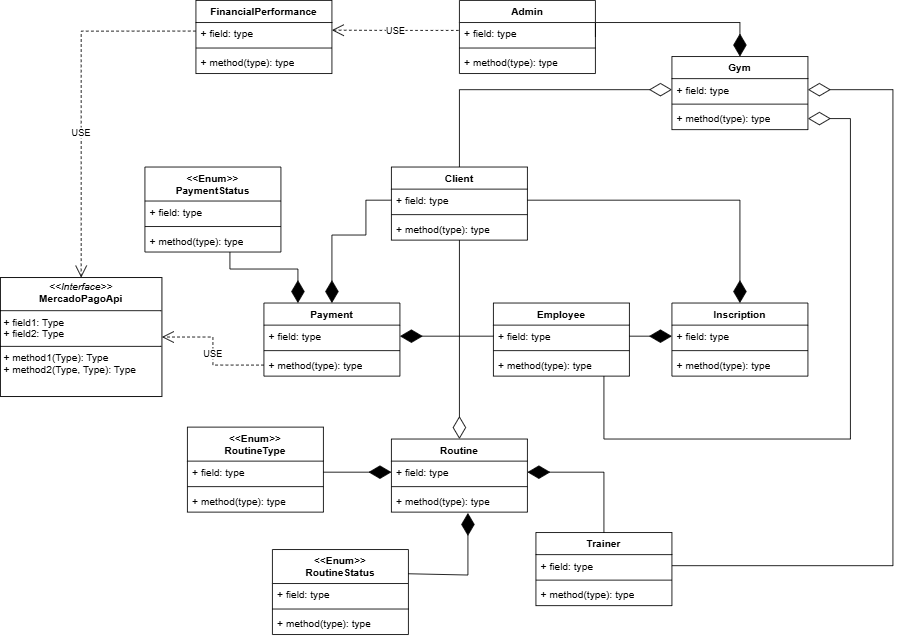 FinancialPerformance
+ field: type
+ method(type): type
USE
Admin
+ field: type
+ method(type): type
Gym
+ field: type
+ method(type): type
USE
<<Enum>>
PaymentStatus
+ field: type
+ method(type): type
Client
+ field: type
+ method(type): type
<<Interface>>
MercadoPagoApi
+ field1: Type
+ field2: Type
+ method1(Type): Type
+ method2(Type, Type): Type
USE
Payment
+ field: type
+ method(type): type
Employee
+ field: type
+ method(type): type
Inscription
+ field: type
+ method(type): type
<<Enum>>
RoutineType
+ field: type
+ method(type): type
Routine
+ field: type
+ method(type): type
<<Enum>>
RoutineStatus
+ field: type
+ method(type): type
Trainer
+ field: type
+ method(type): type